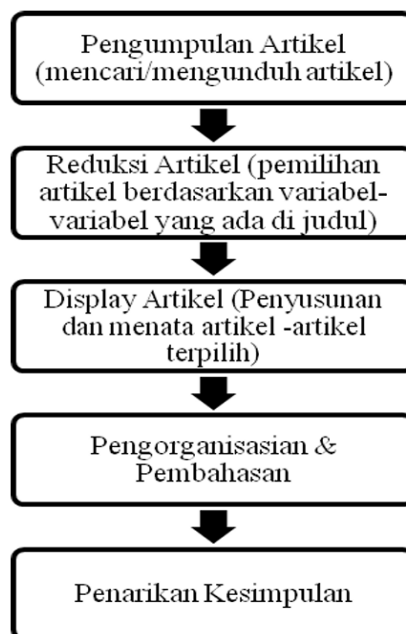 Pengumpulan Artikel
(mencari/mengunduh artikel)
Reduksi Artikel (pemilihan
artikel berdasarkan variabel-
variabel yang ada di judul)
Display Artikel (Penyusunan
dan menata artikel -artikel
terpilih)
Pengorganisasian &
Pembahasan
Penarikan Kesimpulan